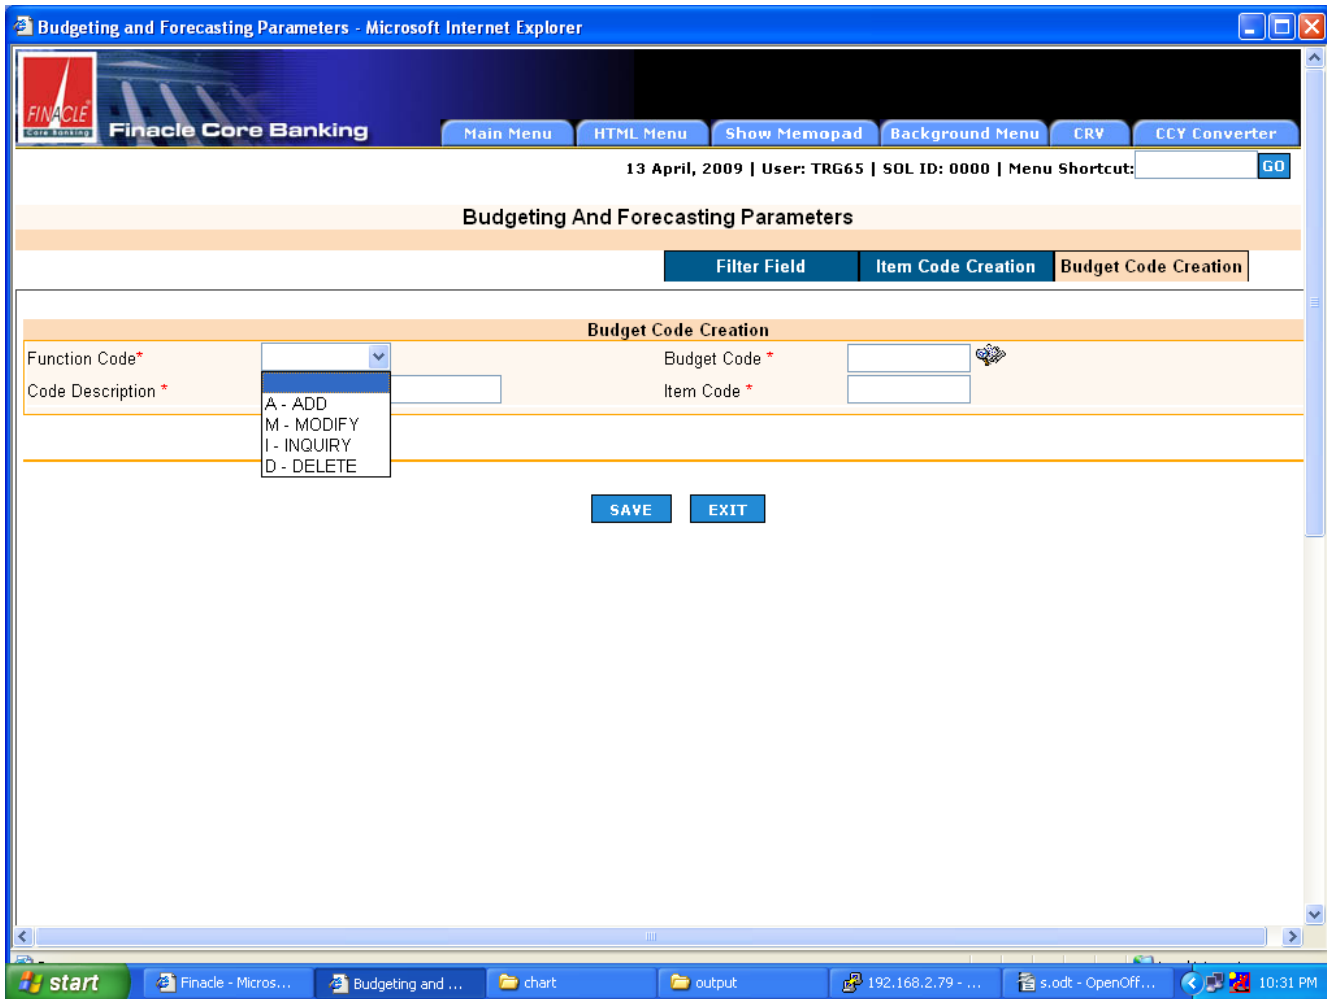 Budgeting and Forecasting Parameters - Microsoft Internet Explorer
FINACLE
Core Banking
Finacle Core Banking
Main Menu HTML Menu Show Memopad Background Menu CRV CCY Converter
13 April, 2009 | User: TRG65 | SOL ID: 0000 | Menu Shortcut: GO
Budgeting And Forecasting Parameters
Filter Field Item Code Creation Budget Code Creation
Budget Code Creation
Function Code* Budget Code *
Code Description * Item Code *
A - ADD
M - MODIFY
I - INQUIRY
D - DELETE
SAVE EXIT
start Finacle - Micros... Budgeting and ... chart output 192.168.2.79 - ... s.odt - OpenOff... 10:31 PM